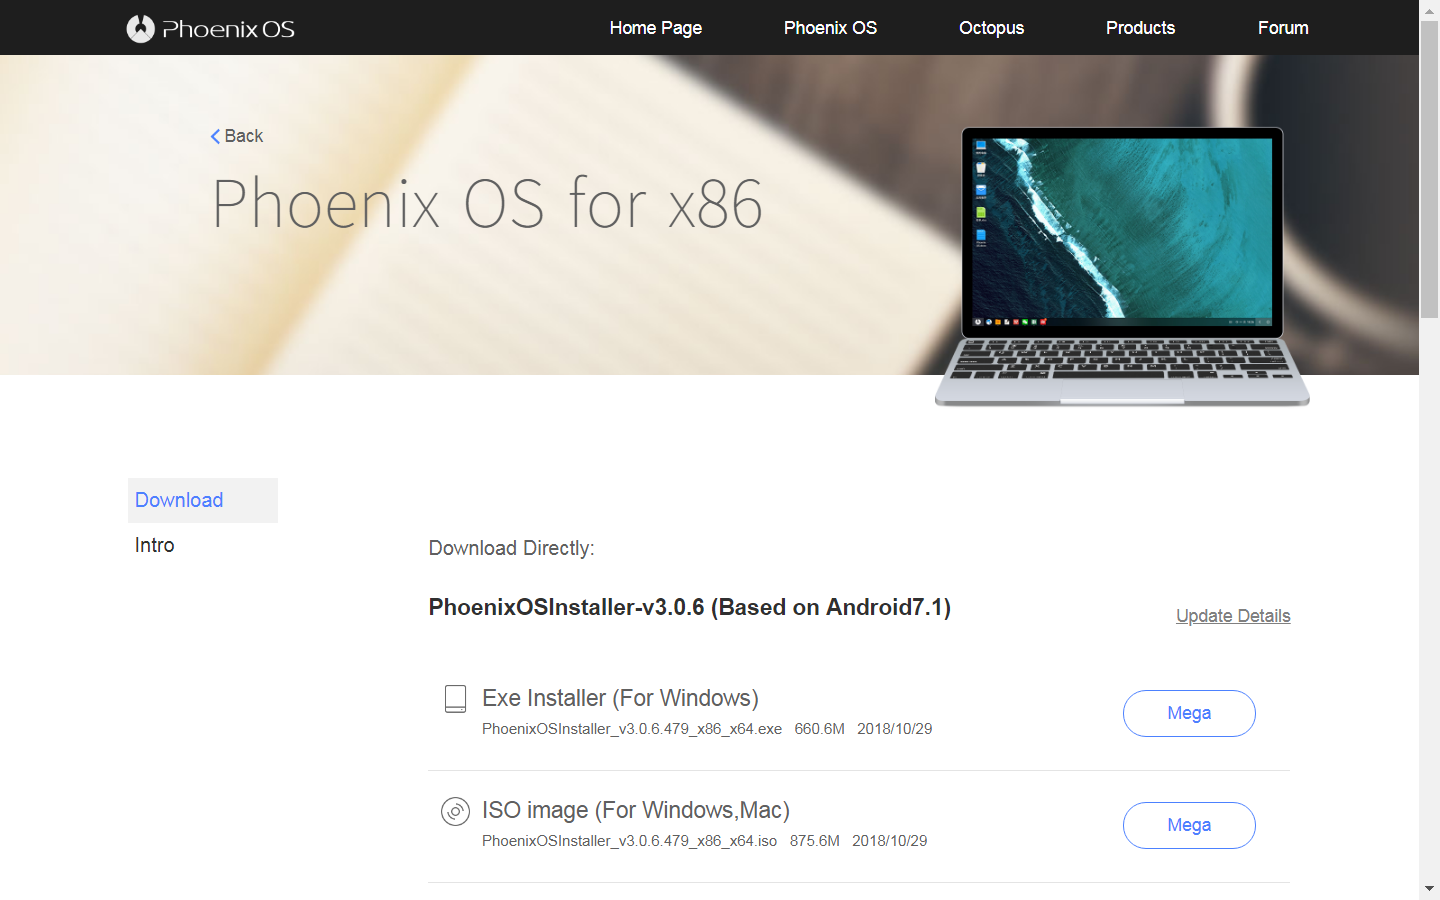 Phoenix OS
Home Page
Phoenix OS
Octopus
Products
Forum
Back
Phoenix OS for x86
Download
Intro
Download Directly:
PhoenixOSInstaller-v3.0.6 (Based on Android7.1)
Update Details
Exe Installer (For Windows)
PhoenixOSInstaller_v3.0.6.479_x86_x64.exe 660.6M 2018/10/29
Mega
ISO image (For Windows,Mac)
PhoenixOSInstaller_v3.0.6.479_x86_x64.iso 875.6M 2018/10/29
Mega